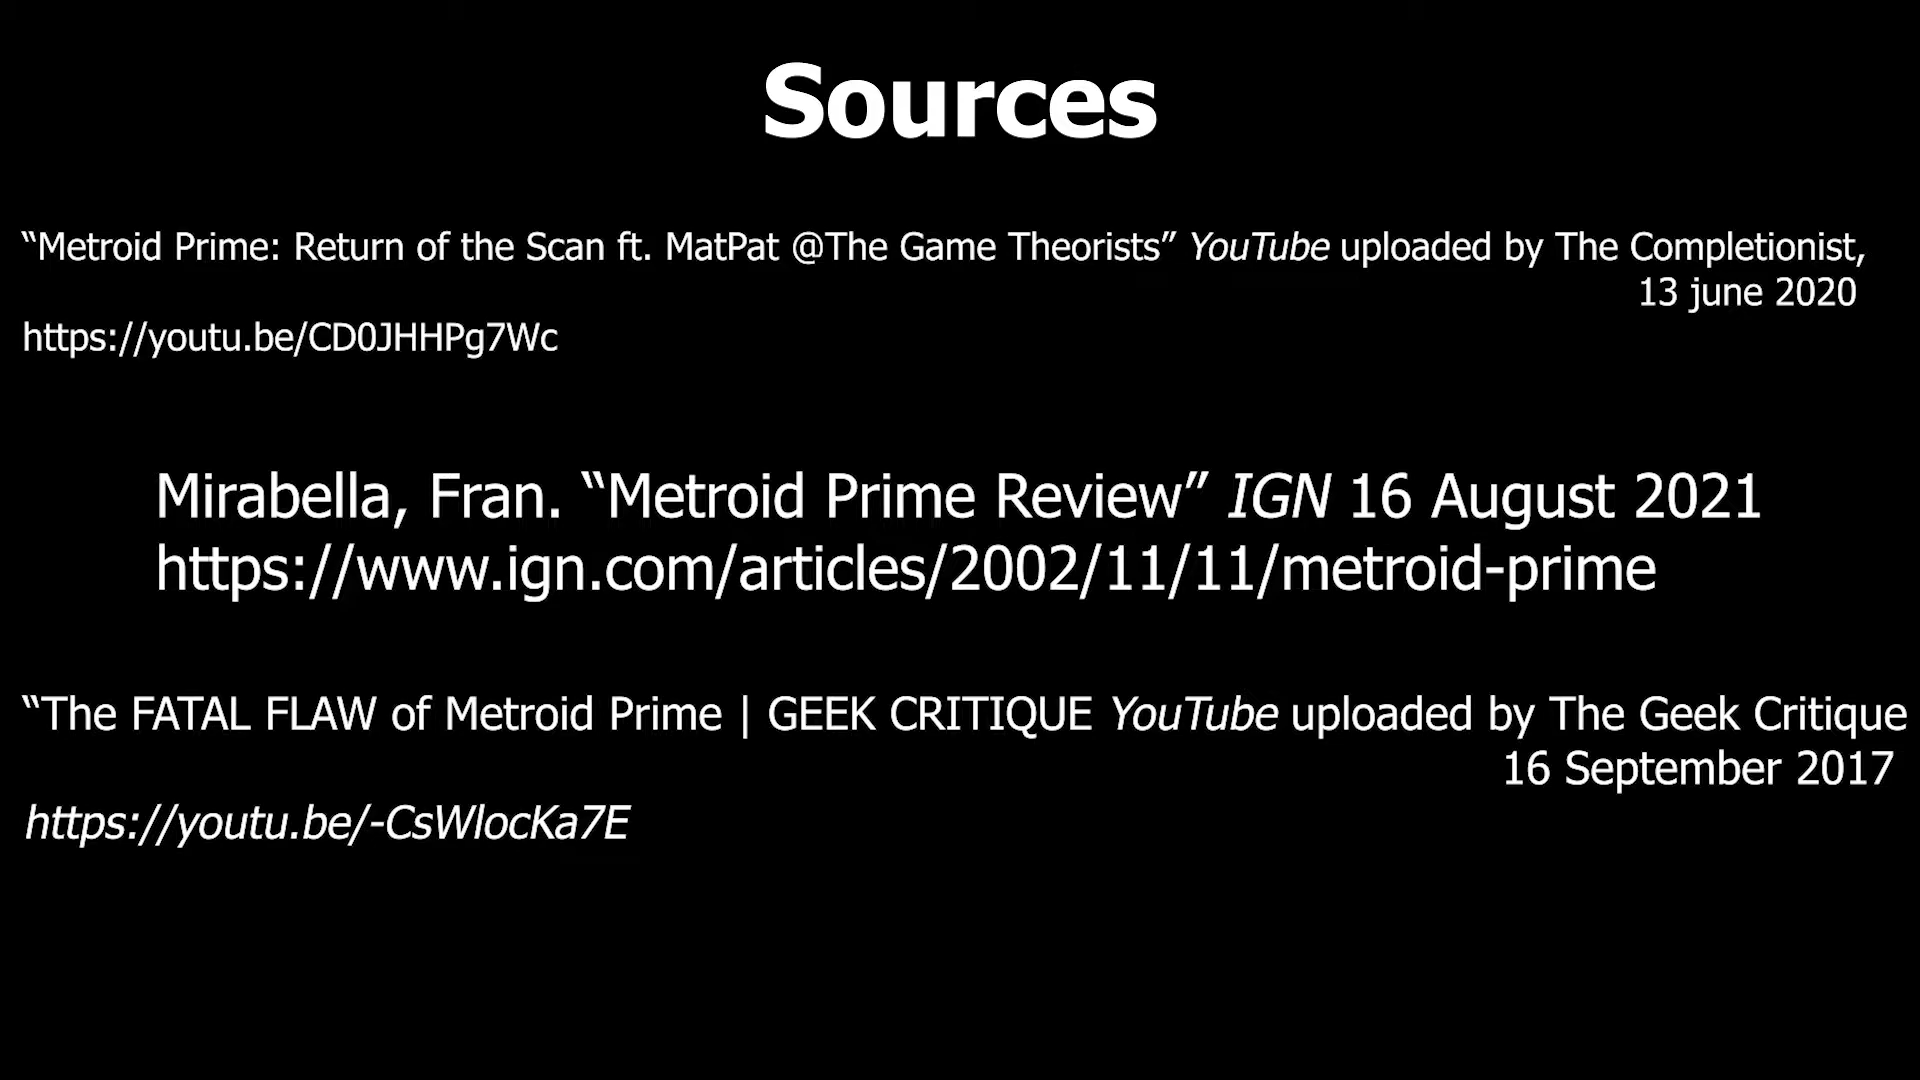 Sources
“Metroid Prime: Return of the Scan ft. MatPat @The Game Theorists” YouTube uploaded by The Completionist,
13 june 2020
https://youtu.be/CD0JHHPg7Wc
Mirabella, Fran. “Metroid Prime Review” IGN 16 August 2021
https://www.ign.com/articles/2002/11/11/metroid-prime
“The FATAL FLAW of Metroid Prime | GEEK CRITIQUE YouTube uploaded by The Geek Critique
16 September 2017
https://youtu.be/-CsWlocKa7E